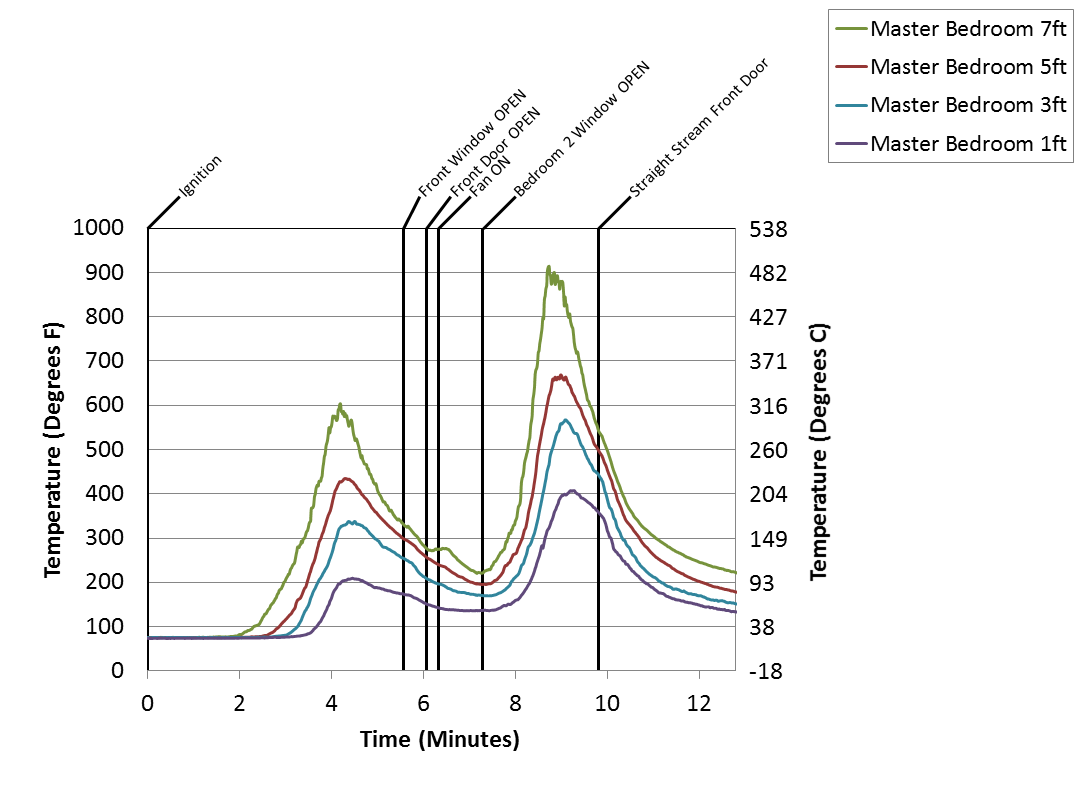 Master Bedroom 7ft
Master Bedroom 5ft
Master Bedroom 3ft
Master Bedroom 1ft
Ignition
Front Window OPEN
Front Door OPEN
Fan ON
Bedroom 2 Window OPEN
Straight Stream Front Door
Temperature (Degrees F)
1000
900
800
700
600
500
400
300
200
100
0
538
482
427
371
316
260
204
149
93
38
-18
Temperature (Degrees C)
0 2 4 6 8 10 12
Time (Minutes)